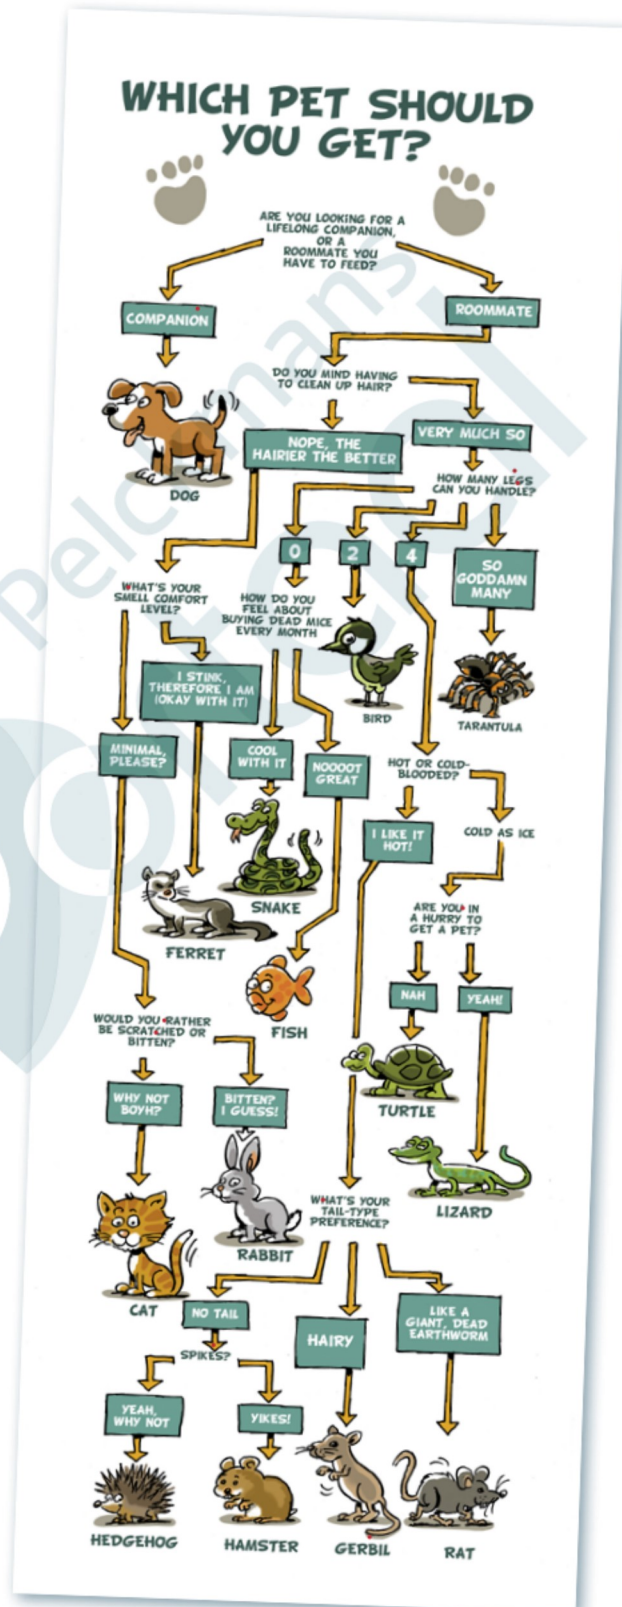 WHICH PET SHOULD
YOU GET?
ARE YOU LOOKING FOR A
LIFELONG COMPANION,
OR A
ROOMMATE YOU
HAVE TO FEED?
COMPANION
ROOMMATE
DOG
DO YOU MIND HAVING
TO CLEAN UP HAIR?
NOPE, THE
HAIRIER THE BETTER
VERY MUCH SO
HOW MANY LEGS
CAN YOU HANDLE?
0
2
4
SO
GODDAMN
MANY
WHAT'S YOUR
SMELL COMFORT
LEVEL?
HOW DO YOU
FEEL ABOUT
BUYING DEAD MICE
EVERY MONTH
BIRD
TARANTULA
I STINK,
THEREFORE I AM
(OKAY WITH IT)
MINIMAL,
PLEASE?
COOL
WITH IT
NOOOOT
GREAT
HOT OR COLD-
BLOODED?
I LIKE IT
HOT!
COLD AS ICE
SNAKE
FERRET
FISH
ARE YOU IN
A HURRY TO
GET A PET?
NAH
YEAH!
WOULD YOU RATHER
BE SCRATCHED OR
BITTEN?
WHY NOT
BOYH?
BITTEN?
I GUESS!
TURTLE
LIZARD
CAT
RABBIT
WHAT'S YOUR
TAIL-TYPE
PREFERENCE?
NO TAIL
HAIRY
LIKE A
GIANT, DEAD
EARTHWORM
SPIKES?
YEAH,
WHY NOT
YIKES!
HEDGEHOG
HAMSTER
GERBIL
RAT
Pelckmans
Portaal